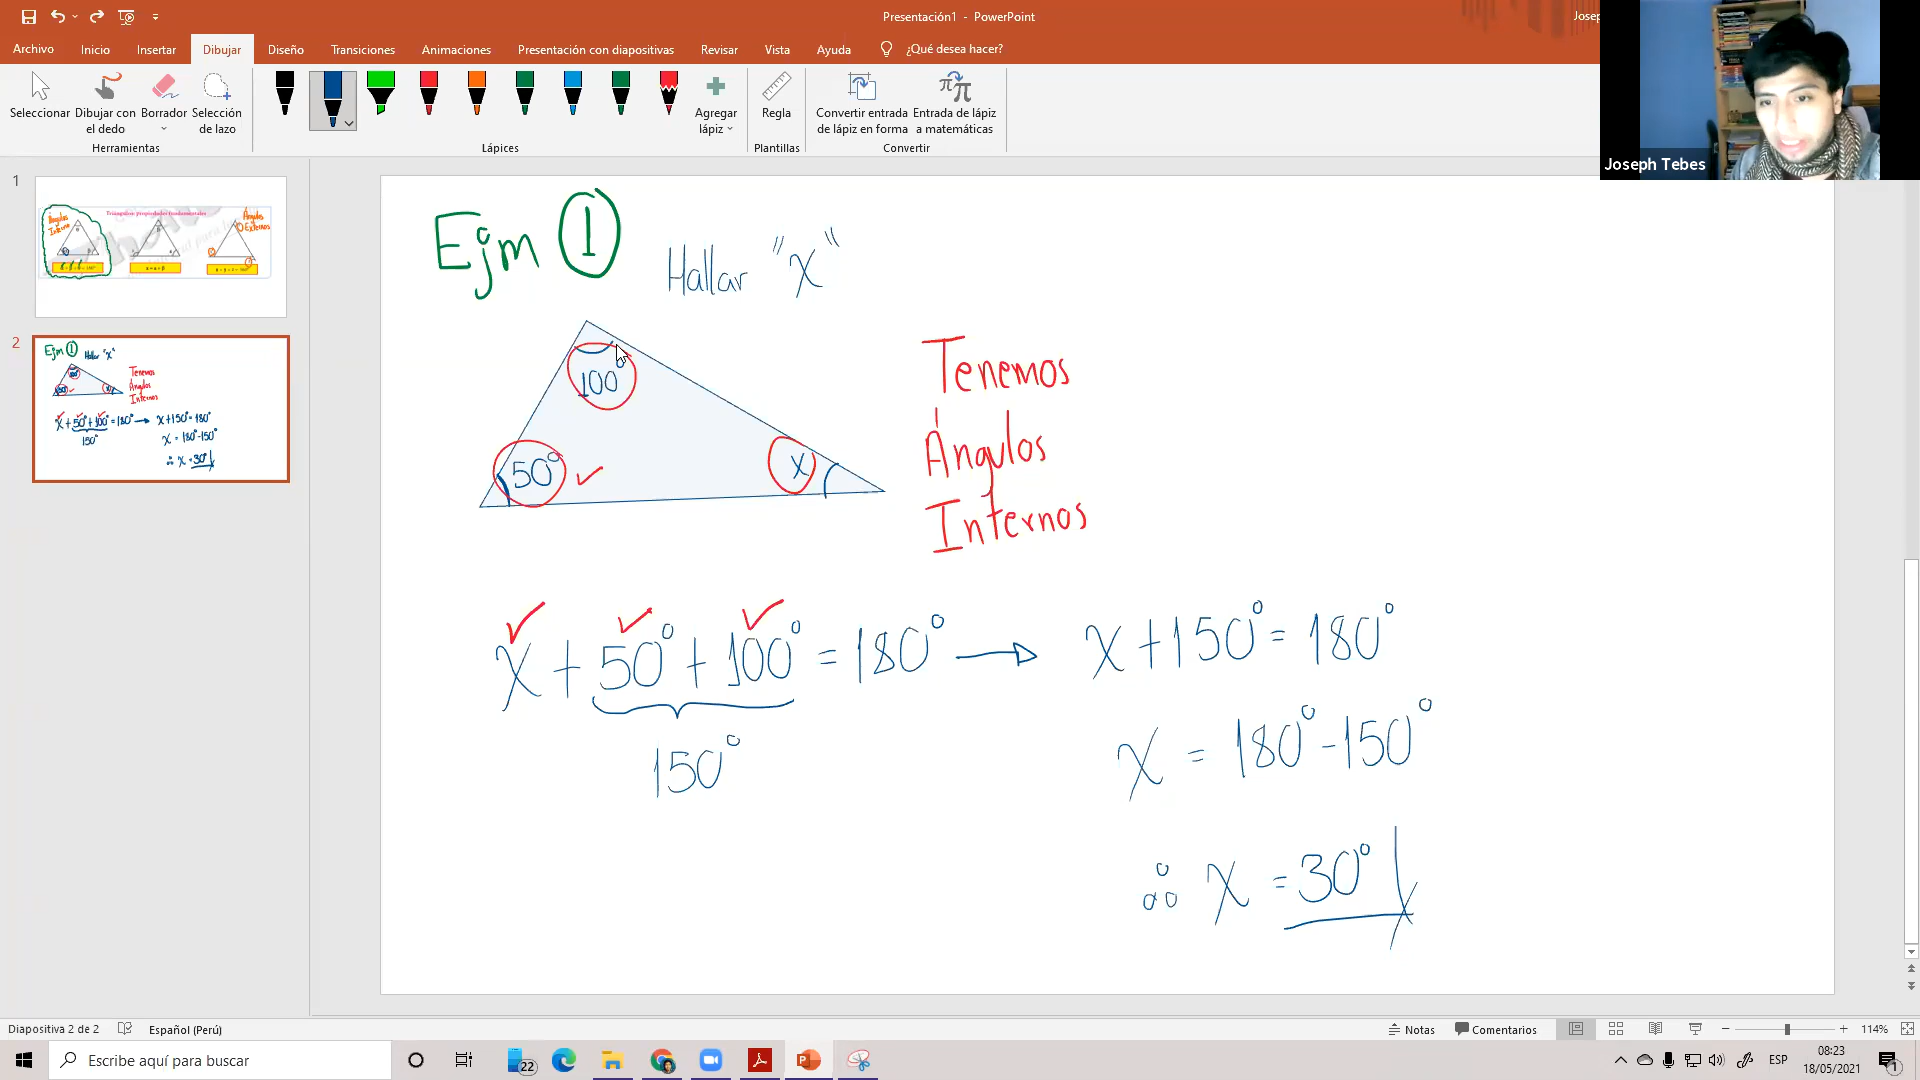 Presentación1 - PowerPoint
Archivo Inicio Insertar Dibujar Diseño Transiciones Animaciones Presentación con diapositivas Revisar Vista Ayuda ¿Qué desea hacer?
Seleccionar
Dibujar con el dedo
Borrador
Selección de lazo
Herramientas
Lápices
Agregar lápiz
Regla
Plantillas
Convertir entrada de lápiz en forma
Entrada de lápiz a matemáticas
Convertir
Joseph Tebes
1
2
Ejm 1
Hallar "x"
100°
50°
x
Tenemos
Ángulos
Internos
x + 50° + 100° = 180°
150°
x + 150° = 180°
x = 180° - 150°
∴ x = 30°
Diapositiva 2 de 2
Español (Perú)
Notas
Comentarios
114%
Escribe aquí para buscar
22
ESP
08:23
18/05/2021
1